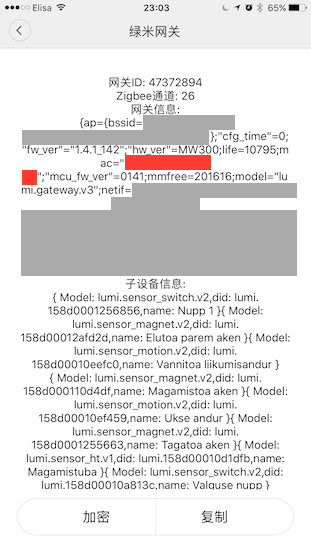 Elisa 23:03 65%
绿米网关
网关ID: 47372894
Zigbee通道: 26
网关信息:
{ap={bssid=
};"cfg_time"=0;
"fw_ver"="1.4.1_142";"hw_ver"=MW300;life=10795;m
ac="
";"mcu_fw_ver"=0141;mmfree=201616;model="lu
mi.gateway.v3";netif=
子设备信息:
{ Model: lumi.sensor_switch.v2,did: lumi.
158d0001256856,name: Nupp 1 }{ Model:
lumi.sensor_magnet.v2,did: lumi.
158d00012afd2d,name: Elutoa parem aken }{ Model:
lumi.sensor_motion.v2,did: lumi.
158d00010eefc0,name: Vannitoa liikumisandur }
{ Model: lumi.sensor_magnet.v2,did: lumi.
158d000110d4df,name: Magamistoa aken }{ Model:
lumi.sensor_motion.v2,did: lumi.
158d00010ef459,name: Ukse andur }{ Model:
lumi.sensor_magnet.v2,did: lumi.
158d0001255663,name: Tagatoa aken }{ Model:
lumi.sensor_ht.v1,did: lumi.158d00010d1dfb,name:
Magamistuba }{ Model: lumi.sensor_switch.v2,did:
lumi.158d00010a813c,name: Valguse nupp }
加密 复制